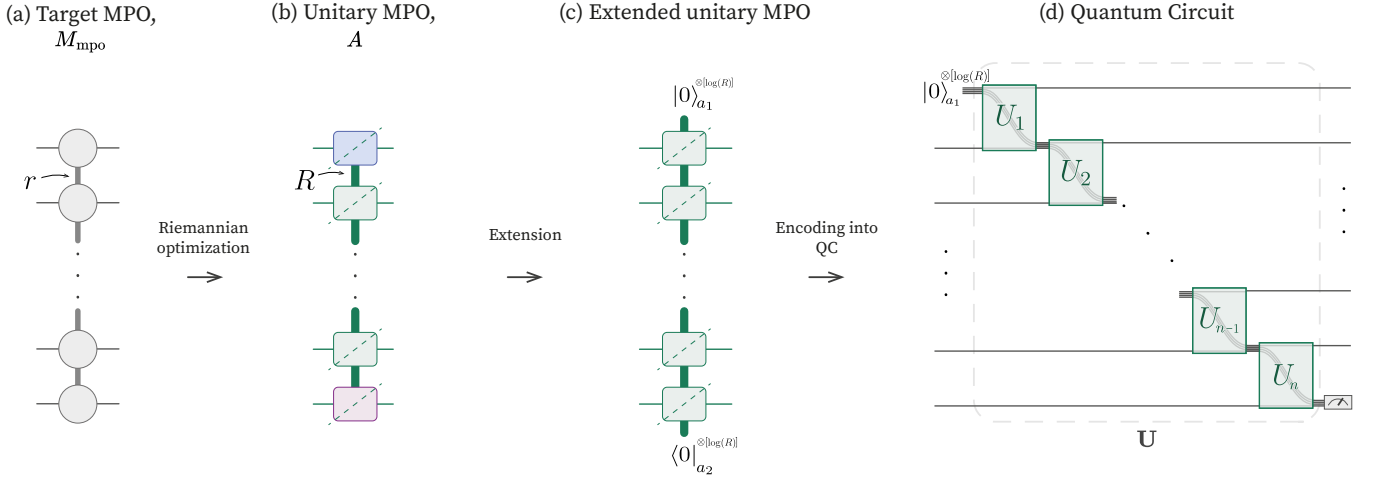 (a) Target MPO,
M_mpo
(b) Unitary MPO,
A
(c) Extended unitary MPO
(d) Quantum Circuit
r
R
|0⟩_{a_1}^{⊗[log(R)]}
⟨0|_{a_2}^{⊗[log(R)]}
Riemannian
optimization
Extension
Encoding into
QC
|0⟩_{a_1}^{⊗[log(R)]}
U_1
U_2
U_{n−1}
U_n
U